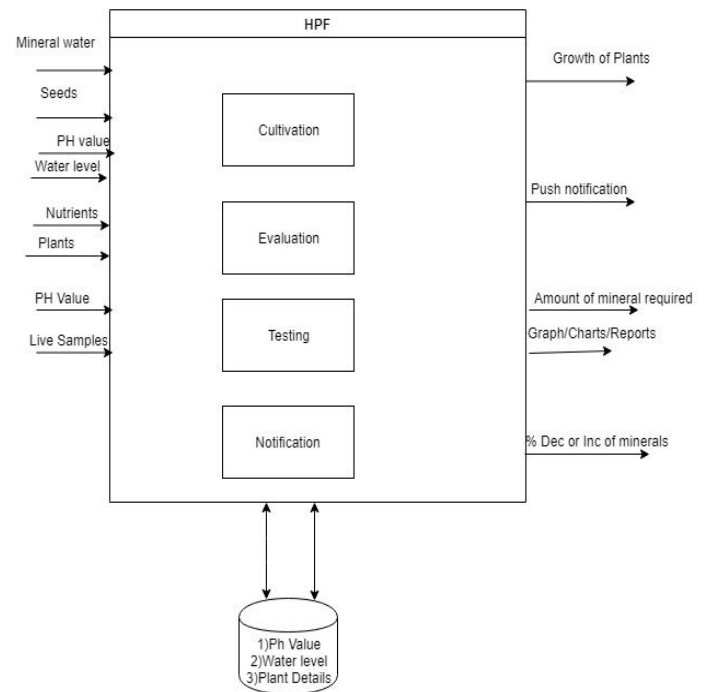 HPF
Mineral water
Seeds
PH value
Water level
Nutrients
Plants
PH Value
Live Samples
Cultivation
Evaluation
Testing
Notification
Growth of Plants
Push notification
Amount of mineral required
Graph/Charts/Reports
% Dec or Inc of minerals
1)Ph Value
2)Water level
3)Plant Details